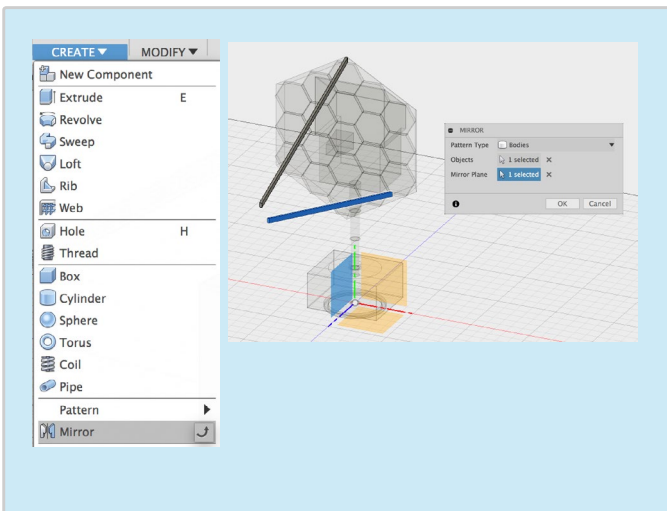 CREATE ▼ MODIFY ▼
New Component
Extrude E
Revolve
Sweep
Loft
Rib
Web
Hole H
Thread
Box
Cylinder
Sphere
Torus
Coil
Pipe
Pattern
Mirror
MIRROR
Pattern Type Bodies
Objects 1 selected
Mirror Plane 1 selected
OK Cancel